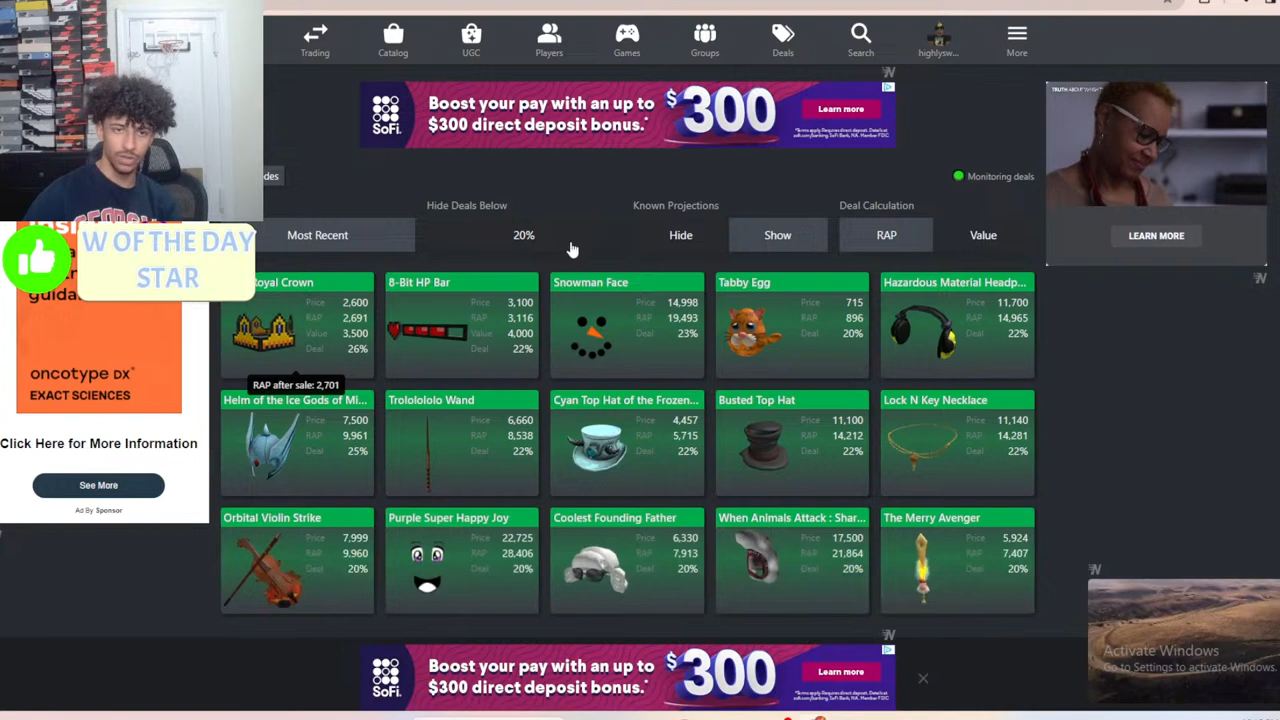 Trading
Catalog
UGC
Players
Games
Groups
Deals
Search
highlysw...
More
SoFi.
Boost your pay with an up to
$300 direct deposit bonus.*
$300
Learn more
TRUTH ABOUT WEIGHT
LEARN MORE
des
Monitoring deals
Hide Deals Below
Known Projections
Deal Calculation
Most Recent
20%
Hide
Show
RAP
Value
W OF THE DAY
STAR
guida
oncotype DX
EXACT SCIENCES
Click Here for More Information
See More
Ad By Sponsor
Royal Crown
Price 2,600
RAP 2,691
Value 3,500
Deal 26%
RAP after sale: 2,701
8-Bit HP Bar
Price 3,100
RAP 3,116
Value 4,000
Deal 22%
Snowman Face
Price 14,998
RAP 19,493
Deal 23%
Tabby Egg
Price 715
RAP 896
Deal 20%
Hazardous Material Headp...
Price 11,700
RAP 14,965
Deal 22%
Helm of the Ice Gods of Mi...
Price 7,500
RAP 9,961
Deal 25%
Trolololololo Wand
Price 6,660
RAP 8,538
Deal 22%
Cyan Top Hat of the Frozen...
Price 4,457
RAP 5,715
Deal 22%
Busted Top Hat
Price 11,100
RAP 14,212
Deal 22%
Lock N Key Necklace
Price 11,140
RAP 14,281
Deal 22%
Orbital Violin Strike
Price 7,999
RAP 9,960
Deal 20%
Purple Super Happy Joy
Price 22,725
RAP 28,406
Deal 20%
Coolest Founding Father
Price 6,330
RAP 7,913
Deal 20%
When Animals Attack : Shar...
Price 17,500
RAP 21,864
Deal 20%
The Merry Avenger
Price 5,924
RAP 7,407
Deal 20%
SoFi.
Boost your pay with an up to
$300 direct deposit bonus.*
$300
Learn more
Activate Windows
Go to Settings to activate Windows.